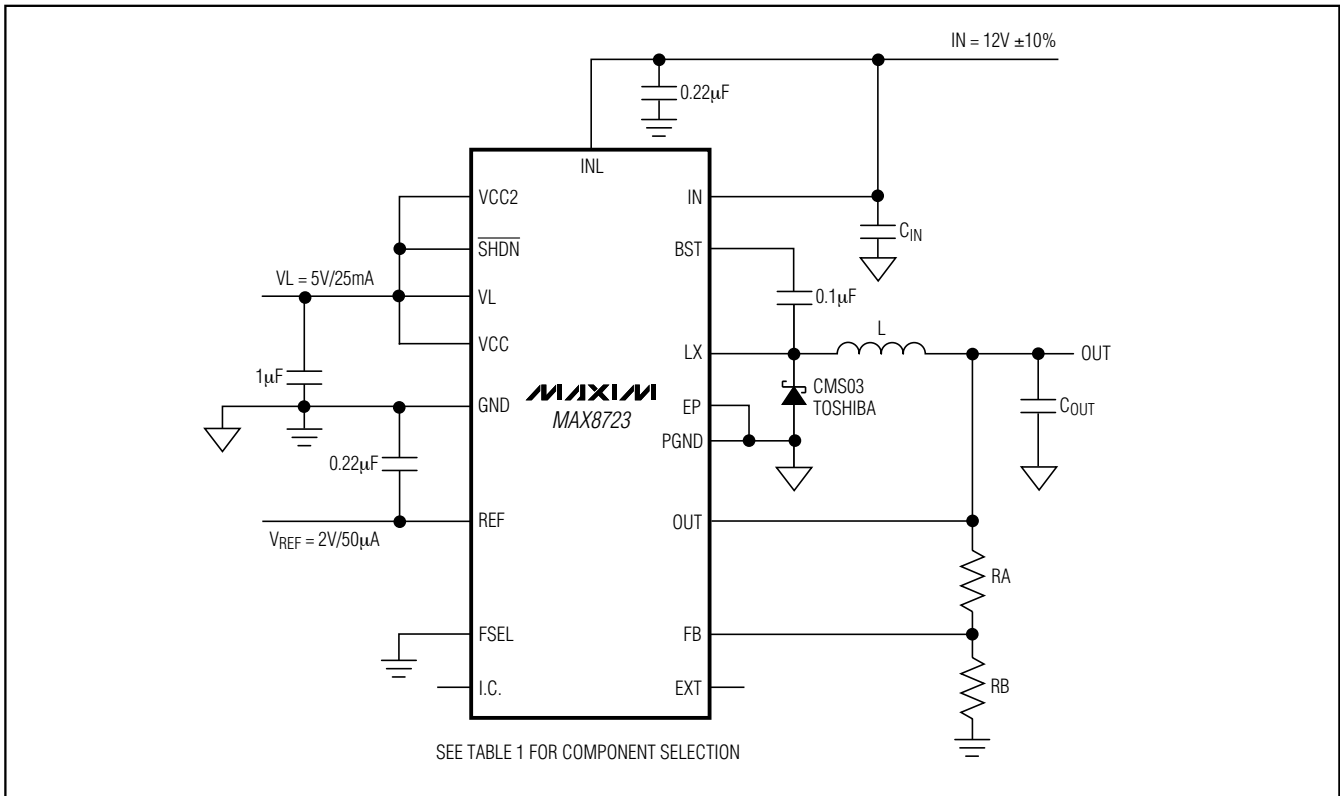 IN = 12V ±10%
0.22µF
INL
VCC2
IN
SHDN
BST
CIN
VL = 5V/25mA
VL
0.1µF
VCC
LX
L
OUT
1µF
MAXIM
MAX8723
CMS03
TOSHIBA
GND
EP
COUT
PGND
0.22µF
REF
OUT
VREF = 2V/50µA
RA
FSEL
FB
I.C.
EXT
RB
SEE TABLE 1 FOR COMPONENT SELECTION